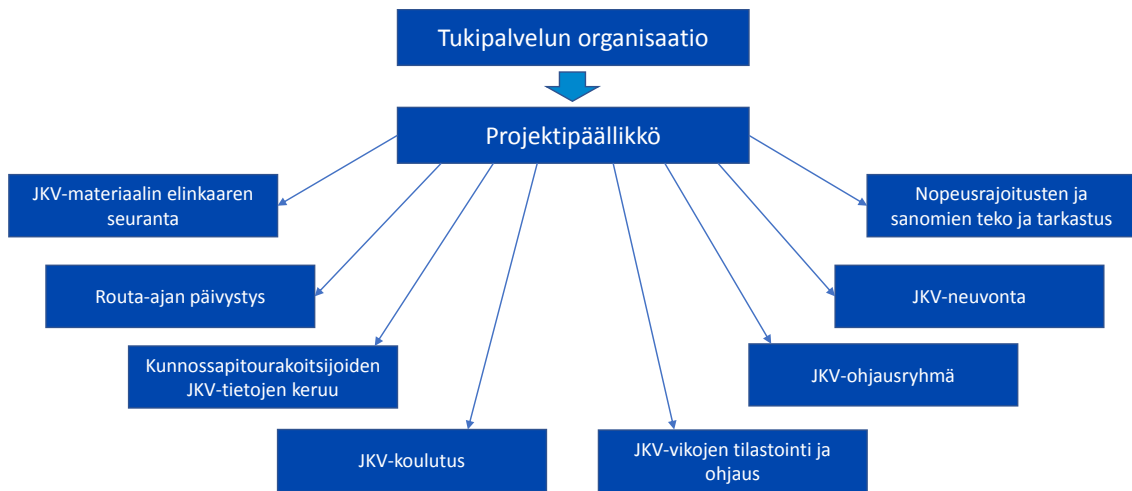 Tukipalvelun organisaatio
Projektipäällikkö
JKV-materiaalin elinkaaren
seuranta
Nopeusrajoitusten ja
sanomien teko ja tarkastus
Routa-ajan päivystys
JKV-neuvonta
Kunnossapitourakoitsijoiden
JKV-tietojen keruu
JKV-ohjausryhmä
JKV-koulutus
JKV-vikojen tilastointi ja
ohjaus